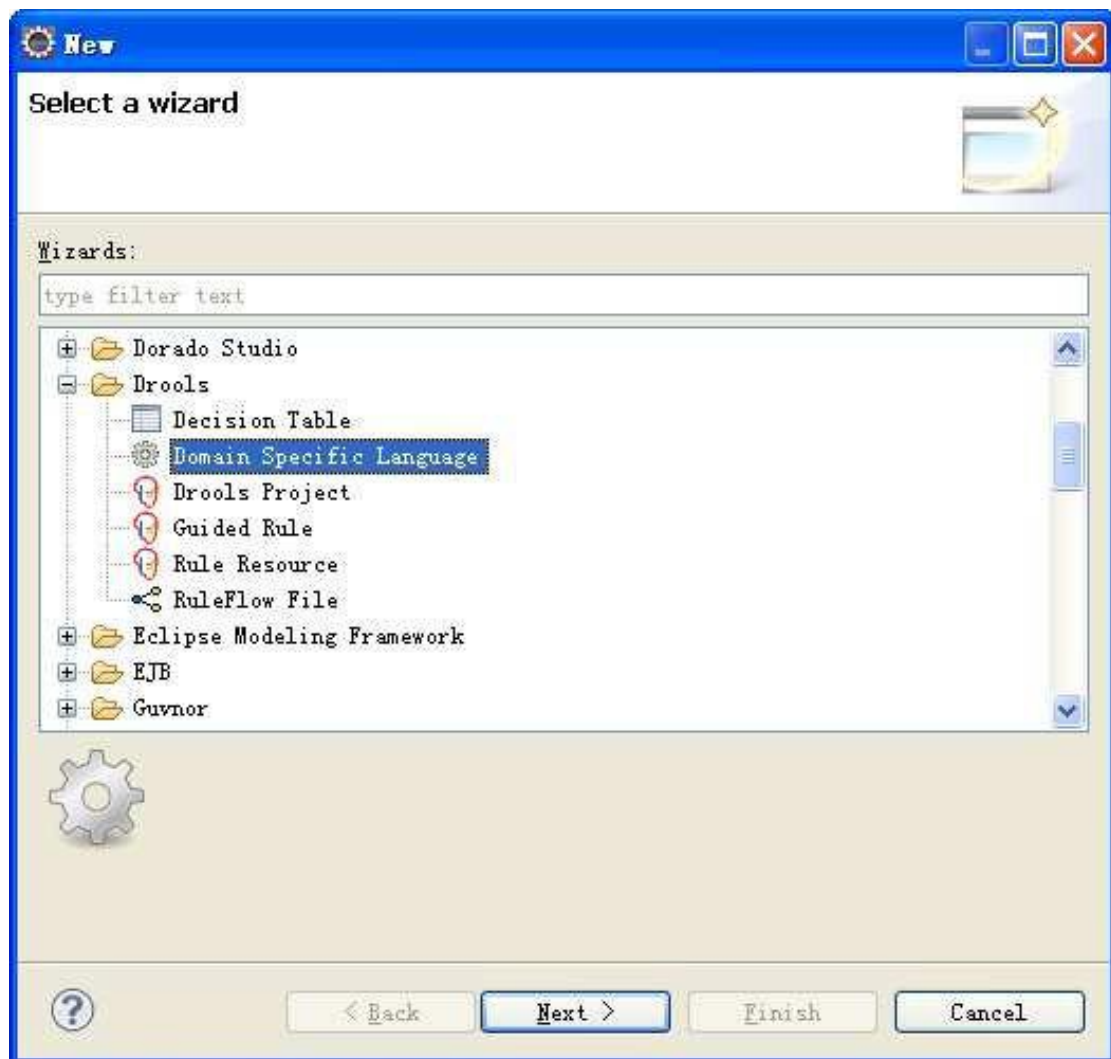 New
Select a wizard
Wizards:
type filter text
Dorado Studio
Drools
Decision Table
Domain Specific Language
Drools Project
Guided Rule
Rule Resource
RuleFlow File
Eclipse Modeling Framework
EJB
Guvnor
? < Back Next > Finish Cancel